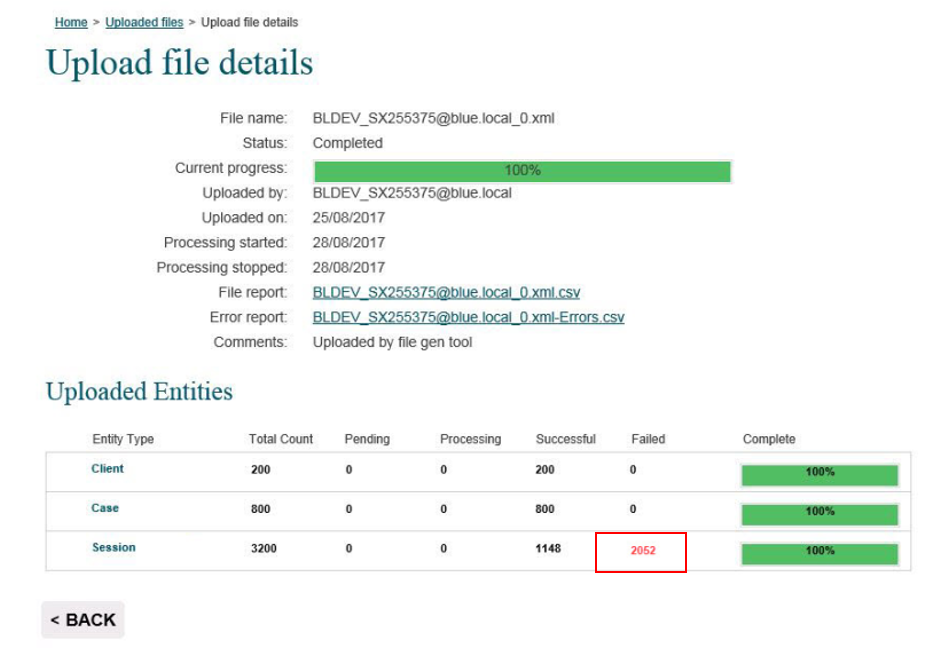 Home > Uploaded files > Upload file details
Upload file details
File name: BLDEV_SX255375@blue.local_0.xml
Status: Completed
Current progress: 100%
Uploaded by: BLDEV_SX255375@blue.local
Uploaded on: 25/08/2017
Processing started: 28/08/2017
Processing stopped: 28/08/2017
File report: BLDEV_SX255375@blue.local_0.xml.csv
Error report: BLDEV_SX255375@blue.local_0.xml-Errors.csv
Comments: Uploaded by file gen tool
Uploaded Entities
Entity Type Total Count Pending Processing Successful Failed Complete
Client 200 0 0 200 0 100%
Case 800 0 0 800 0 100%
Session 3200 0 0 1148 2052 100%
< BACK